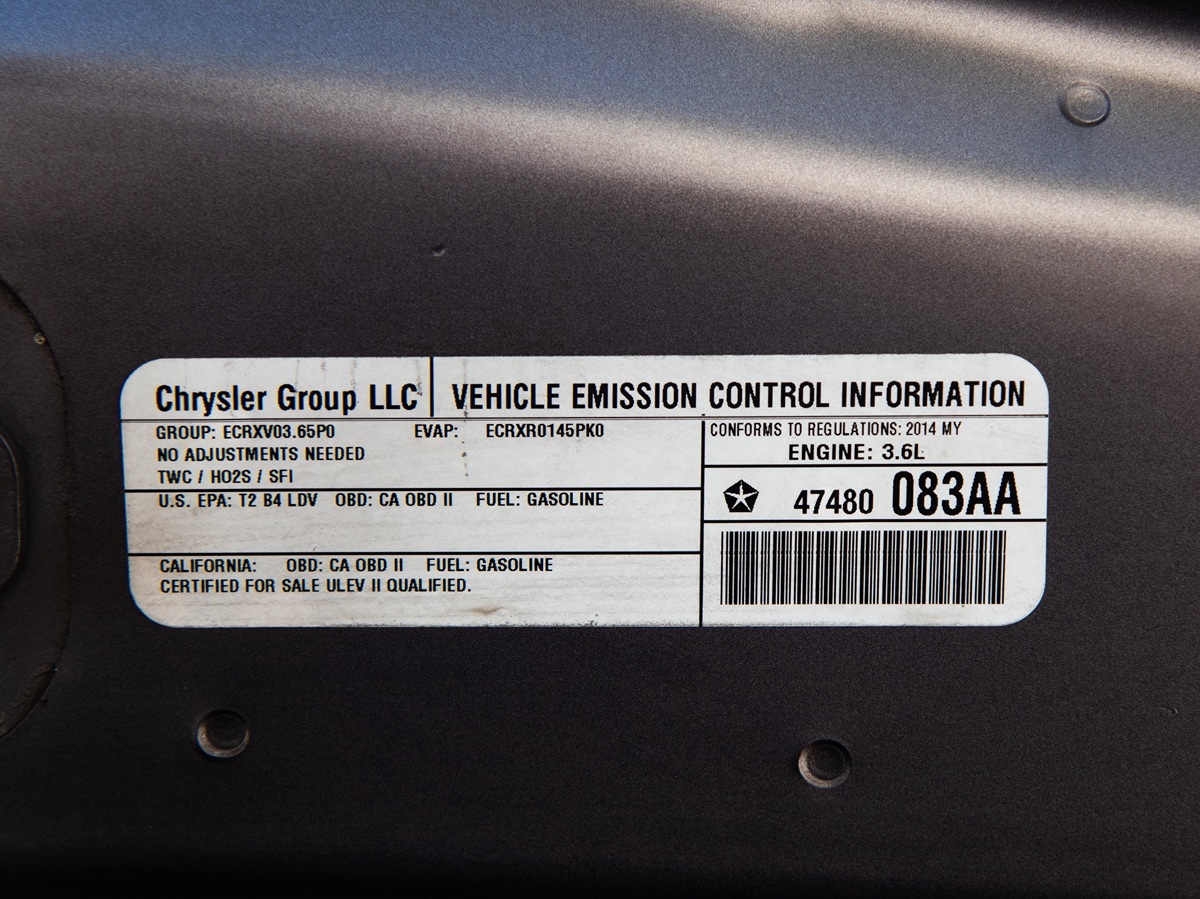 Chrysler Group LLC VEHICLE EMISSION CONTROL INFORMATION
GROUP: ECRXV03.65P0 EVAP: ECRXR0145PK0
NO ADJUSTMENTS NEEDED
TWC / HO2S / SFI
CONFORMS TO REGULATIONS: 2014 MY
ENGINE: 3.6L
47480 083AA
U.S. EPA: T2 B4 LDV OBD: CA OBD II FUEL: GASOLINE
CALIFORNIA: OBD: CA OBD II FUEL: GASOLINE
CERTIFIED FOR SALE ULEV II QUALIFIED.